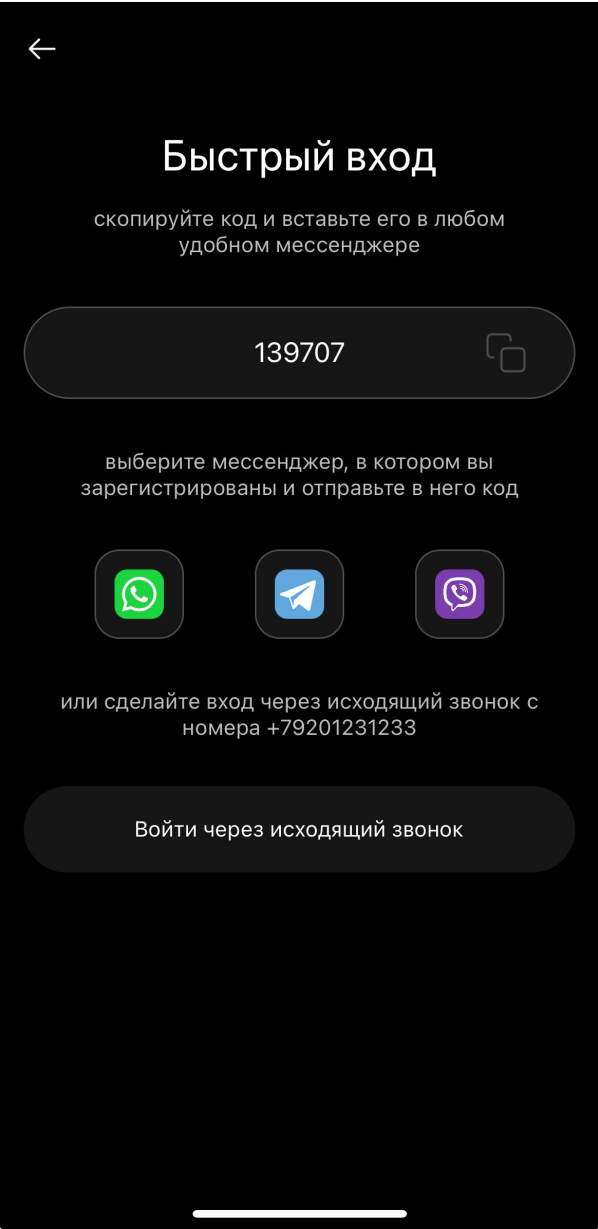 Быстрый вход
скопируйте код и вставьте его в любом
удобном мессенджере
139707
выберите мессенджер, в котором вы
зарегистрированы и отправьте в него код
или сделайте вход через исходящий звонок с
номера +79201231233
Войти через исходящий звонок